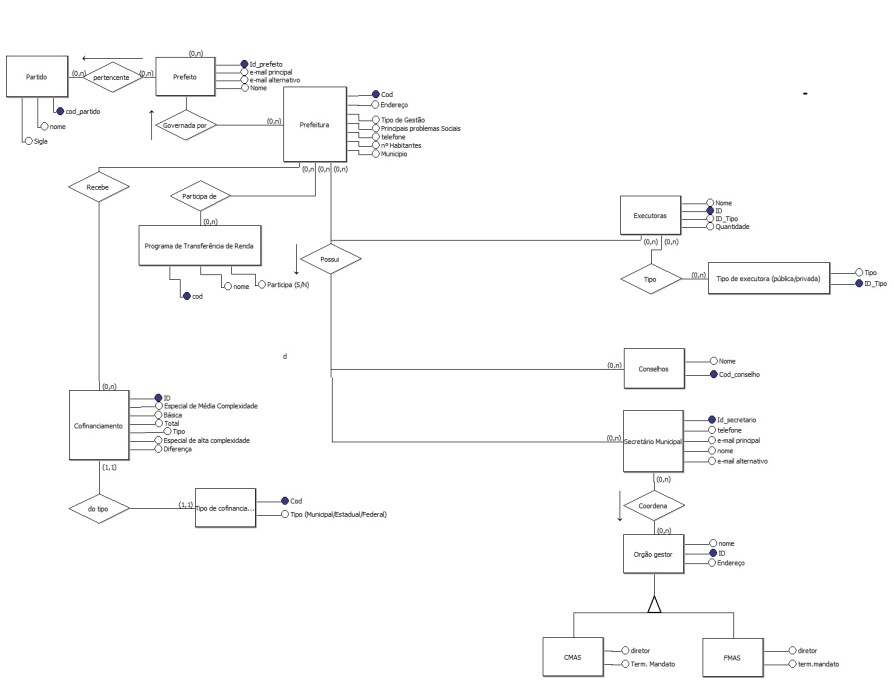 (0,n)
Partido
(0,n)
pertencente
(0,n)
Prefeito
Id_prefeito
e-mail principal
e-mail alternativo
Nome
cod_partido
nome
Sigla
Governada por
(0,n)
Prefeitura
Cod
Endereço
Tipo de Gestão
Principais problemas Sociais
telefone
nº Habitantes
Municipio
(0,n)
(0,n)
(0,n)
Recebe
Participa de
(0,n)
Programa de Transferência de Renda
cod
nome
Participa (S/N)
Possui
Executoras
Nome
ID
ID_Tipo
Quantidade
(0,n)
(0,n)
Tipo
(0,n)
Tipo de executora (pública/privada)
Tipo
ID_Tipo
d
(0,n)
Conselhos
Nome
Cod_conselho
(0,n)
Cofinanciamento
ID
Especial de Média Complexidade
Básica
Total
Tipo
Especial de alta complexidade
Diferença
(1,1)
do tipo
(1,1)
Tipo de cofinancia...
Cod
Tipo (Municipal/Estadual/Federal)
(0,n)
Secretário Municipal
Id_secretario
telefone
e-mail principal
nome
e-mail alternativo
(0,n)
Coordena
(0,n)
Orgão gestor
nome
ID
Endereço
CMAS
diretor
Term. Mandato
FMAS
diretor
term.mandato